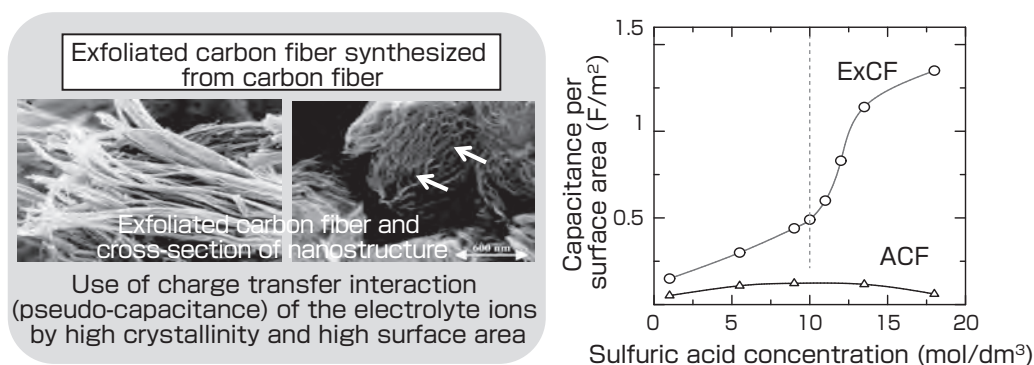 Exfoliated carbon fiber synthesized
from carbon fiber
Exfoliated carbon fiber and
cross-section of nanostructure
600 nm
Use of charge transfer interaction
(pseudo-capacitance) of the electrolyte ions
by high crystallinity and high surface area
Capacitance per
surface area (F/m²)
1.5
1
0.5
ExCF
ACF
0 5 10 15 20
Sulfuric acid concentration (mol/dm³)